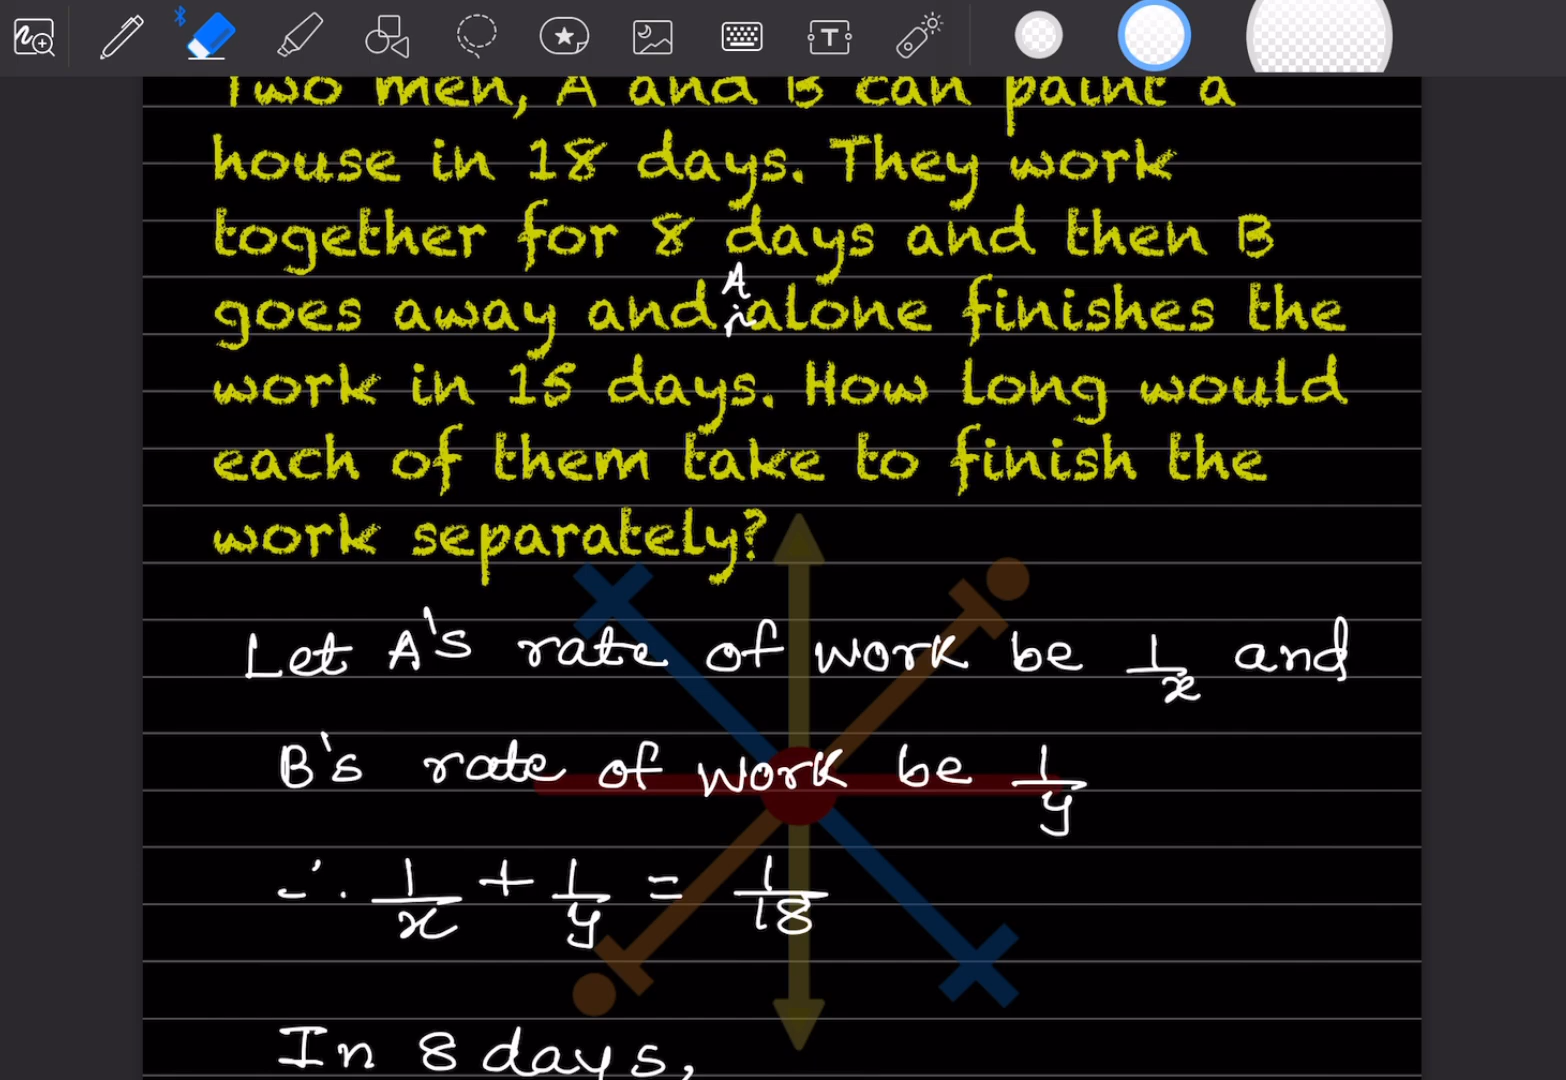 Two men, A and B can paint a
house in 18 days. They work
together for 8 days and then B
A
goes away and alone finishes the
work in 15 days. How long would
each of them take to finish the
work separately?
Let A's rate of work be 1/x and
B's rate of work be 1/y
∴ 1/x + 1/y = 1/18
In 8 days,